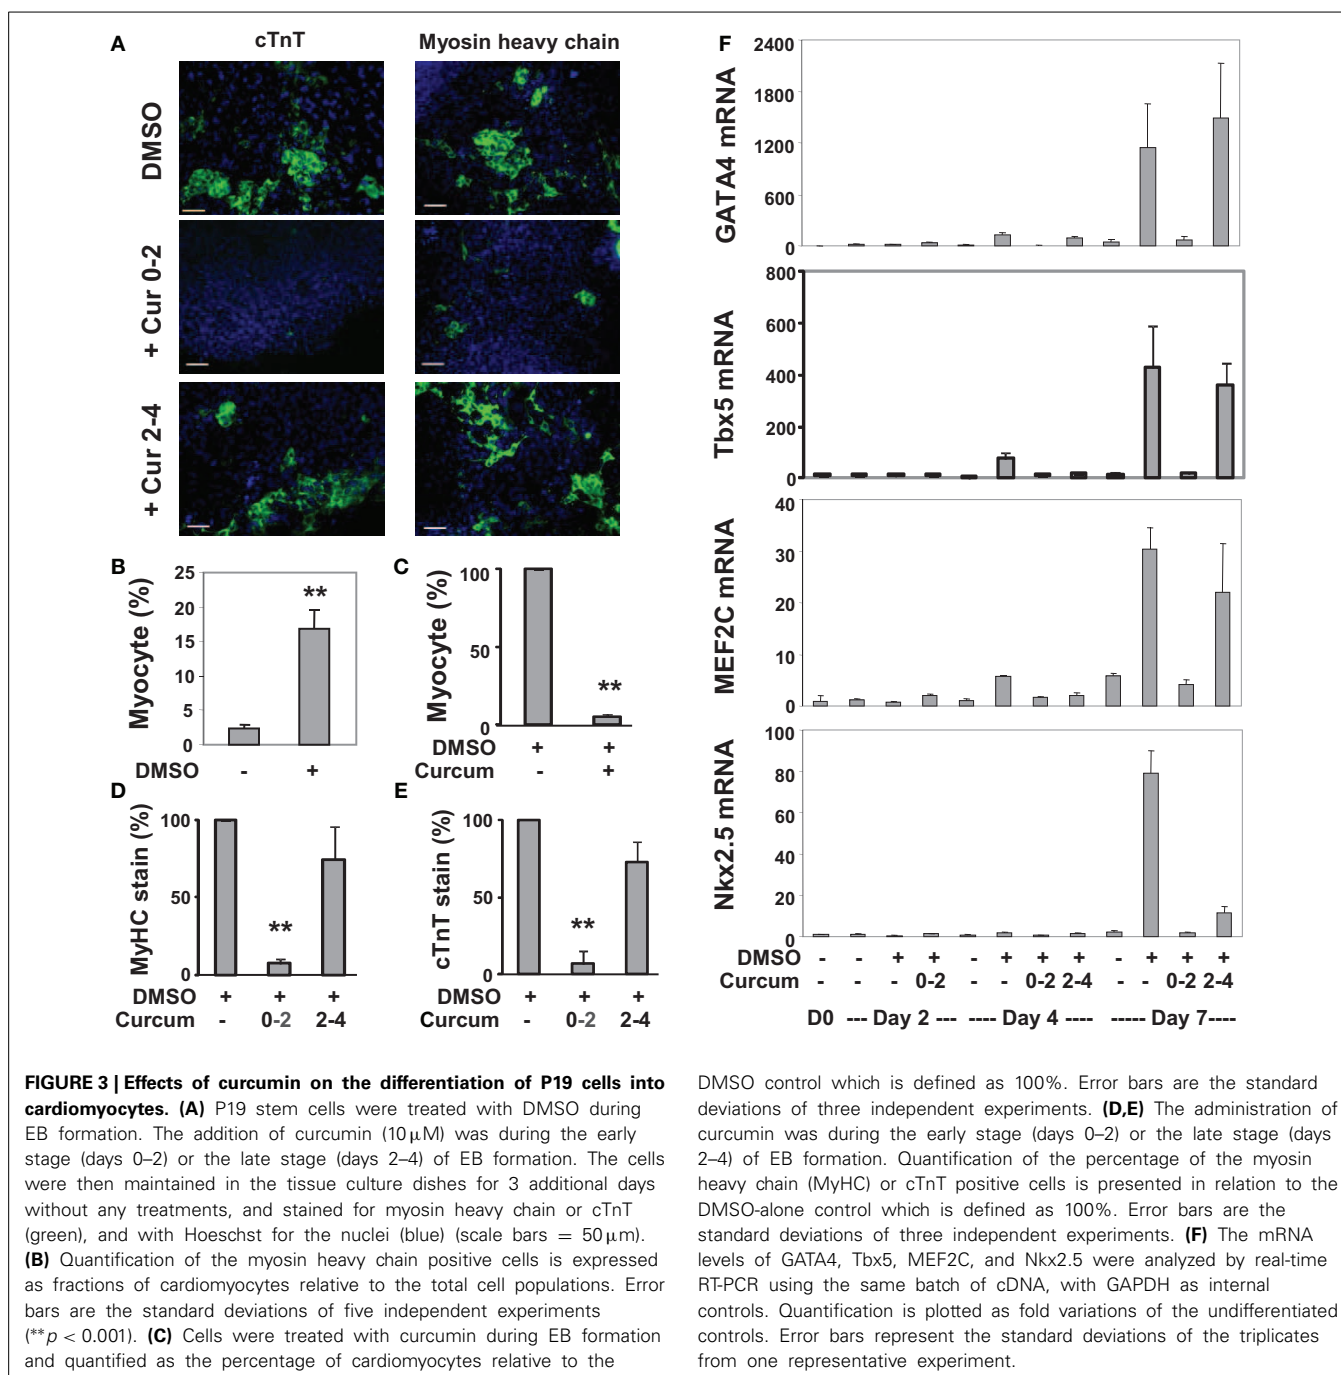 A
cTnT
Myosin heavy chain
DMSO
+ Cur 0-2
+ Cur 2-4
B
Myocyte (%)
25
20
15
10
5
0
**
DMSO - +
C
Myocyte (%)
100
50
0
**
DMSO + +
Curcum - +
D
MyHC stain (%)
100
50
0
**
DMSO + + +
Curcum - 0-2 2-4
E
cTnT stain (%)
100
50
0
**
DMSO + + +
Curcum - 0-2 2-4
F
GATA4 mRNA
2400
1800
1200
600
0
Tbx5 mRNA
800
600
400
200
0
MEF2C mRNA
40
30
20
10
0
Nkx2.5 mRNA
100
80
60
40
20
0
DMSO - - + + - + + + - + + +
Curcum - - - 0-2 - - 0-2 2-4 - - 0-2 2-4
D0 --- Day 2 --- ---- Day 4 ---- ----- Day 7----
FIGURE 3 | Effects of curcumin on the differentiation of P19 cells into
cardiomyocytes. (A) P19 stem cells were treated with DMSO during
EB formation. The addition of curcumin (10 μM) was during the early
stage (days 0–2) or the late stage (days 2–4) of EB formation. The cells
were then maintained in the tissue culture dishes for 3 additional days
without any treatments, and stained for myosin heavy chain or cTnT
(green), and with Hoeschst for the nuclei (blue) (scale bars = 50 μm).
(B) Quantification of the myosin heavy chain positive cells is expressed
as fractions of cardiomyocytes relative to the total cell populations. Error
bars are the standard deviations of five independent experiments
(**p < 0.001). (C) Cells were treated with curcumin during EB formation
and quantified as the percentage of cardiomyocytes relative to the
DMSO control which is defined as 100%. Error bars are the standard
deviations of three independent experiments. (D,E) The administration of
curcumin was during the early stage (days 0–2) or the late stage (days
2–4) of EB formation. Quantification of the percentage of the myosin
heavy chain (MyHC) or cTnT positive cells is presented in relation to the
DMSO-alone control which is defined as 100%. Error bars are the
standard deviations of three independent experiments. (F) The mRNA
levels of GATA4, Tbx5, MEF2C, and Nkx2.5 were analyzed by real-time
RT-PCR using the same batch of cDNA, with GAPDH as internal
controls. Quantification is plotted as fold variations of the undifferentiated
controls. Error bars represent the standard deviations of the triplicates
from one representative experiment.